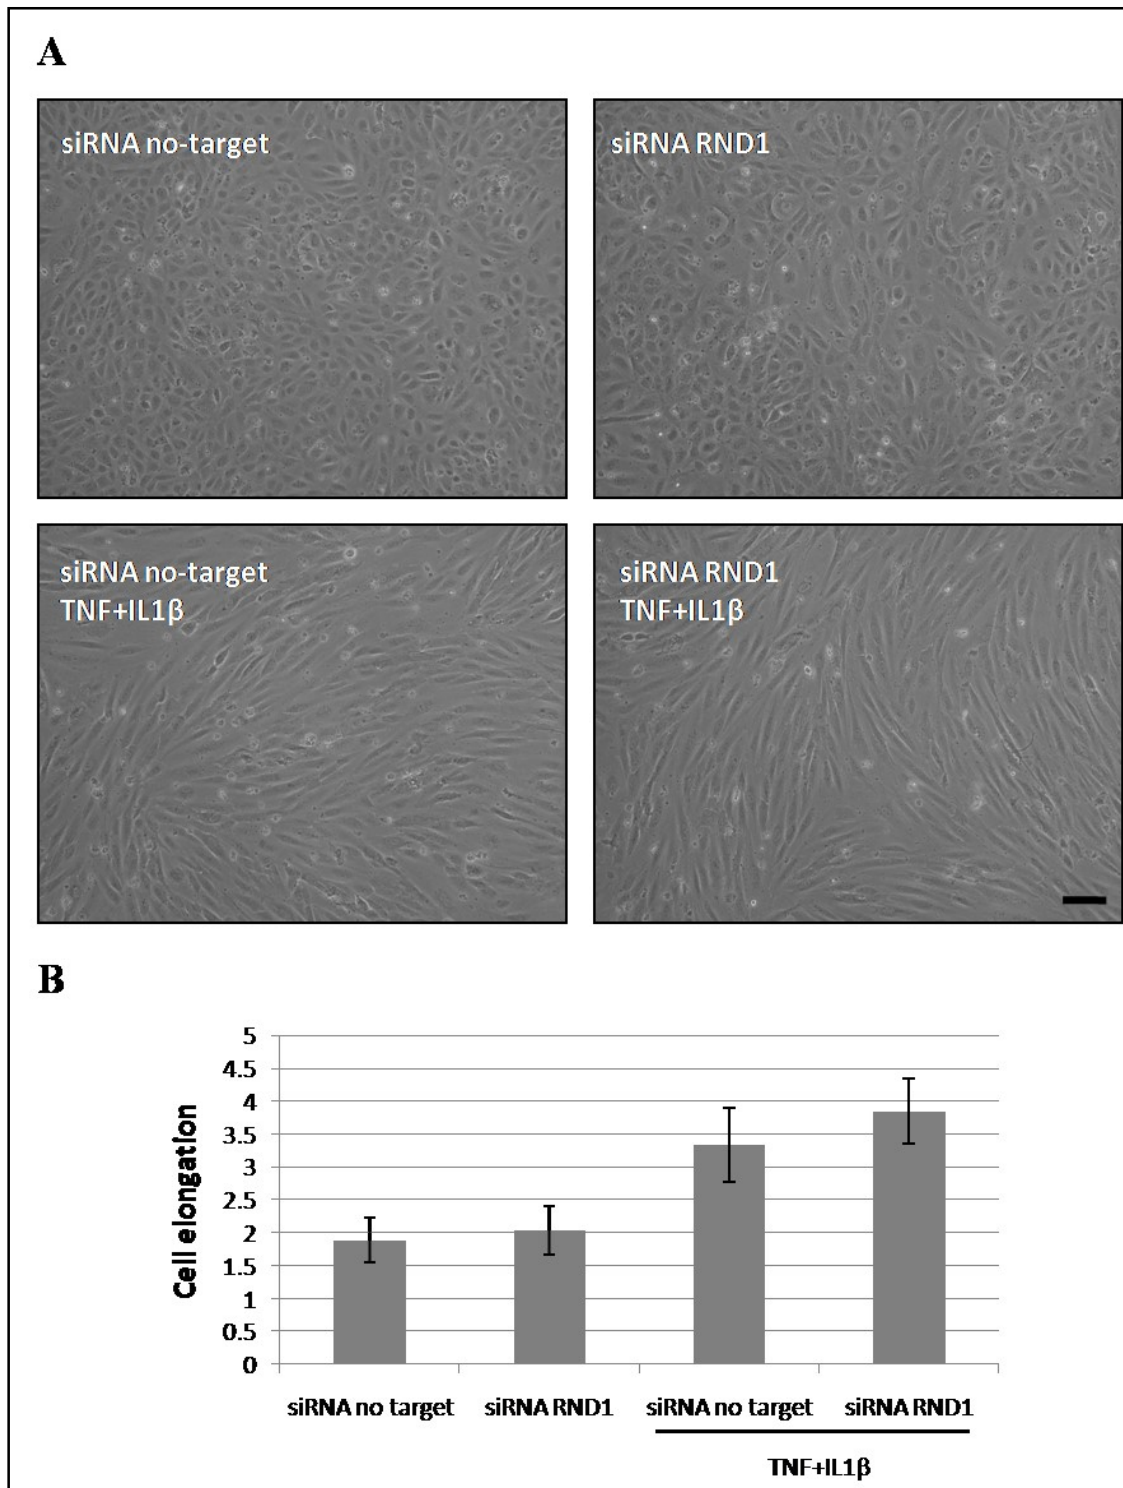 A
siRNA no-target
siRNA RND1
siRNA no-target
TNF+IL1β
siRNA RND1
TNF+IL1β
B
Cell elongation
5
4.5
4
3.5
3
2.5
2
1.5
1
0.5
0
siRNA no target
siRNA RND1
siRNA no target
siRNA RND1
TNF+IL1β